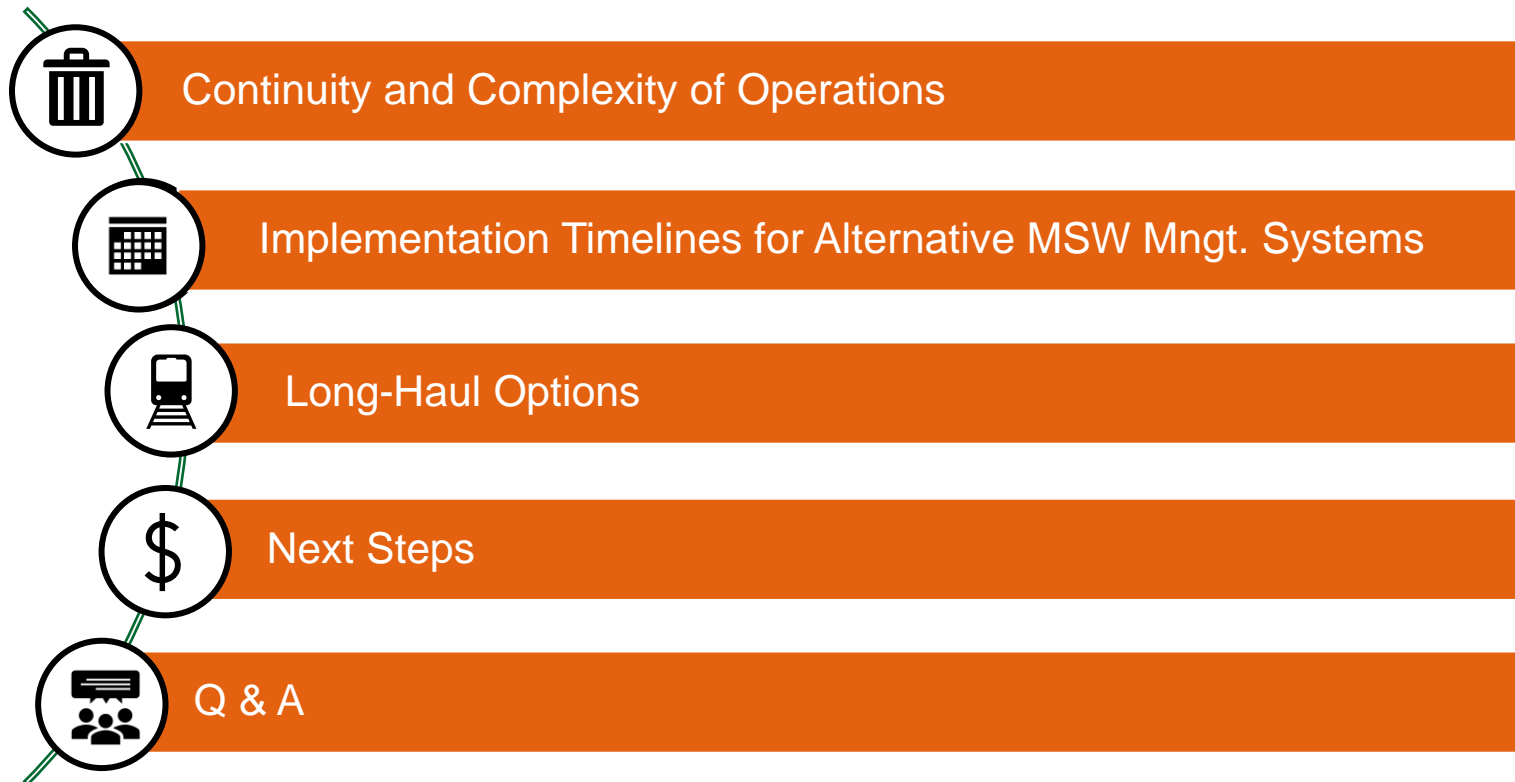 Continuity and Complexity of Operations
Implementation Timelines for Alternative MSW Mngt. Systems
Long-Haul Options
$
Next Steps
Q & A